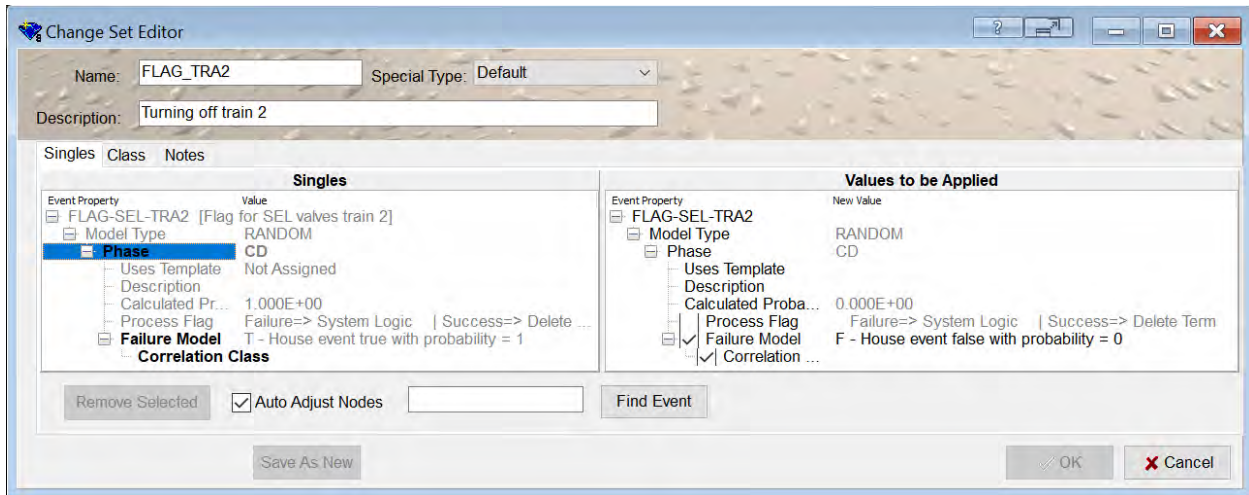 Change Set Editor
?
Name: FLAG_TRA2 Special Type: Default
Description: Turning off train 2
Singles Class Notes
Singles Values to be Applied
Event Property Value Event Property New Value
FLAG-SEL-TRA2 [Flag for SEL valves train 2] FLAG-SEL-TRA2
Model Type RANDOM Model Type RANDOM
Phase CD Phase CD
Uses Template Not Assigned Uses Template
Description Description
Calculated Pr... 1.000E+00 Calculated Proba... 0.000E+00
Process Flag Failure=> System Logic | Success=> Delete ... Process Flag Failure=> System Logic | Success=> Delete Term
Failure Model T - House event true with probability = 1 Failure Model F - House event false with probability = 0
Correlation Class Correlation ...
Remove Selected Auto Adjust Nodes Find Event
Save As New OK Cancel